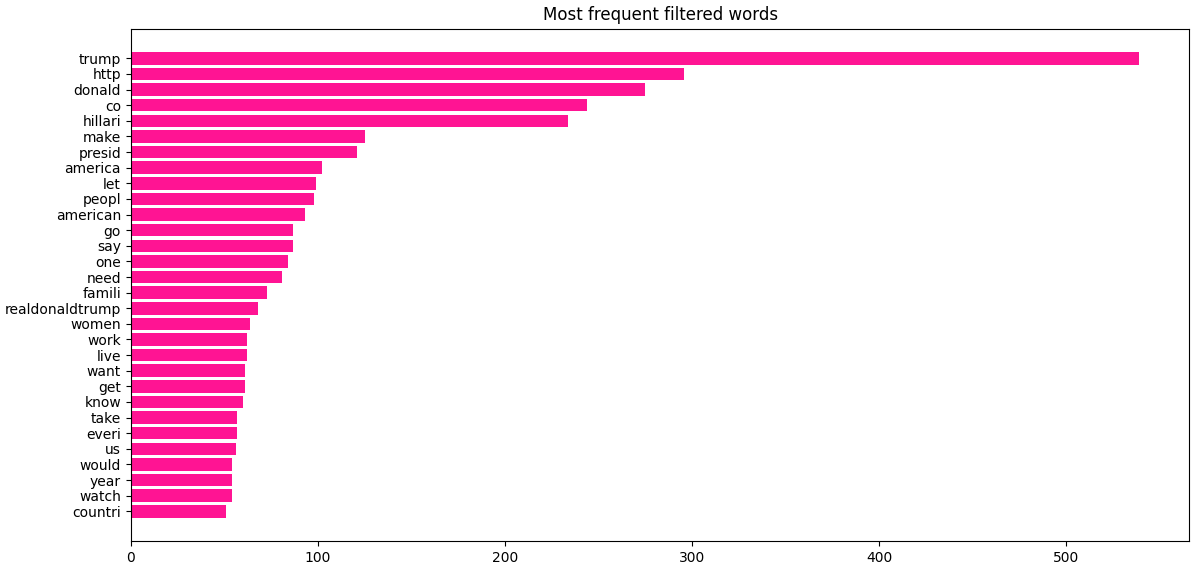 Most frequent filtered words
trump
http
donald
co
hillari
make
presid
america
let
peopl
american
go
say
one
need
famili
realdonaldtrump
women
work
live
want
get
know
take
everi
us
would
year
watch
countri
0 100 200 300 400 500